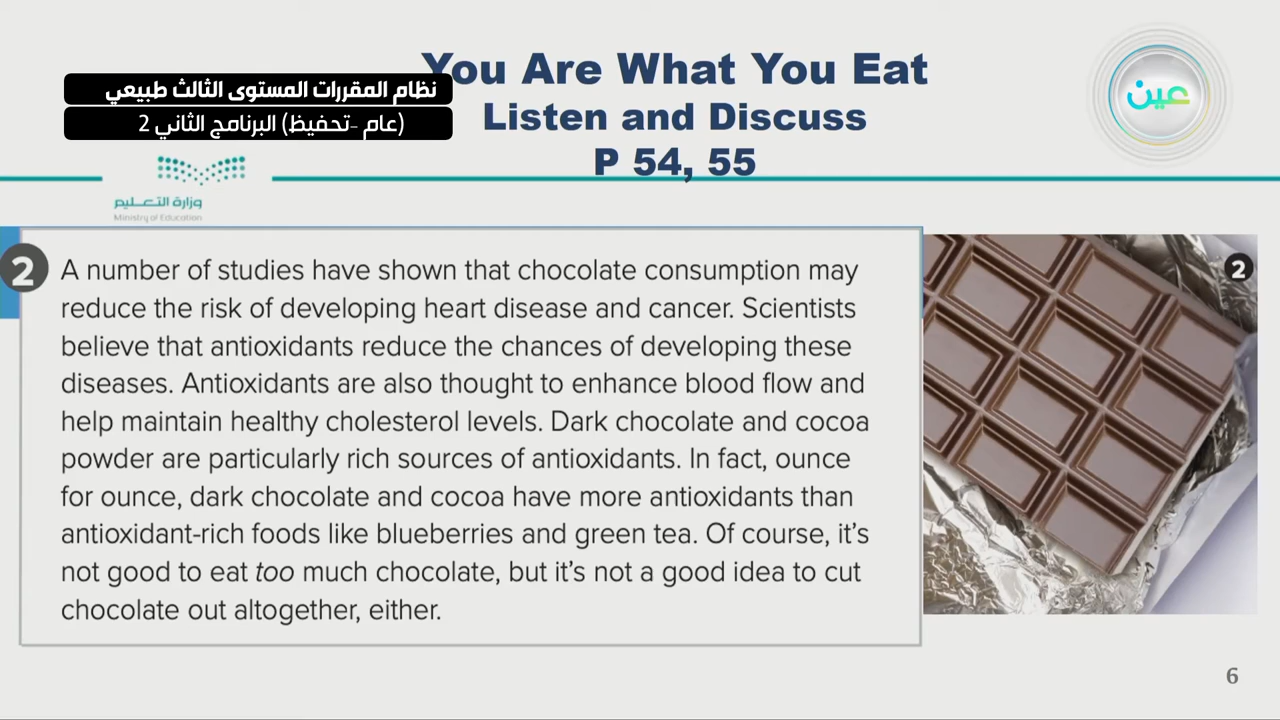 You Are What You Eat
Listen and Discuss
P 54, 55
نظام المقررات المستوى الثالث طبيعي
(عام -تحفيظ) البرنامج الثاني 2
عين
وزارة التعليم
Ministry of Education
2
A number of studies have shown that chocolate consumption may
reduce the risk of developing heart disease and cancer. Scientists
believe that antioxidants reduce the chances of developing these
diseases. Antioxidants are also thought to enhance blood flow and
help maintain healthy cholesterol levels. Dark chocolate and cocoa
powder are particularly rich sources of antioxidants. In fact, ounce
for ounce, dark chocolate and cocoa have more antioxidants than
antioxidant-rich foods like blueberries and green tea. Of course, it’s
not good to eat too much chocolate, but it’s not a good idea to cut
chocolate out altogether, either.
2
6